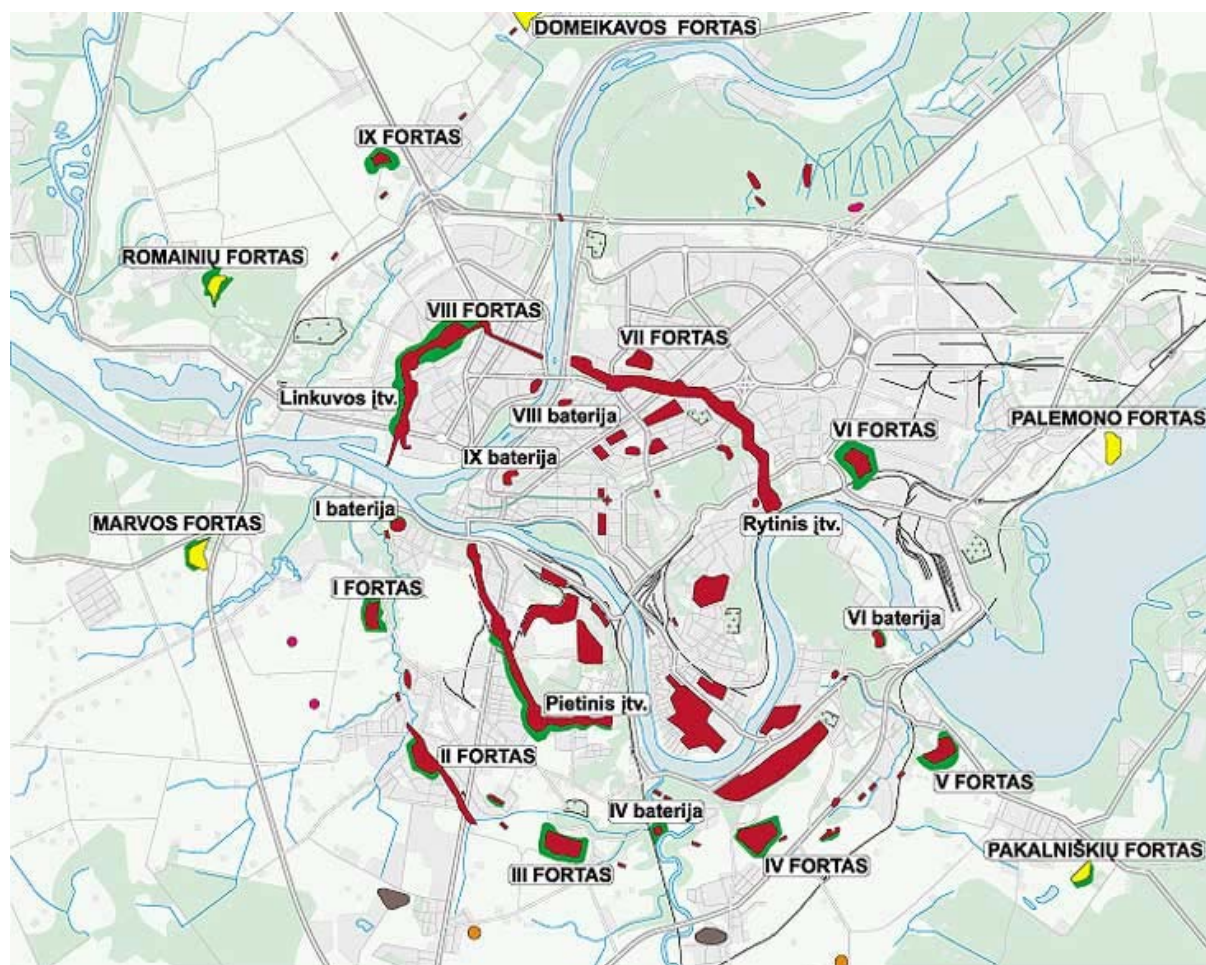 DOMEIKAVOS FORTAS
IX FORTAS
ROMAINIŲ FORTAS
VIII FORTAS
VII FORTAS
Linkuvos įtv.
VIII baterija
PALEMONO FORTAS
VI FORTAS
IX baterija
I baterija
MARVOS FORTAS
Rytinis įtv.
I FORTAS
VI baterija
Pietinis įtv.
II FORTAS
V FORTAS
IV baterija
PAKALNIŠKIŲ FORTAS
IV FORTAS
III FORTAS